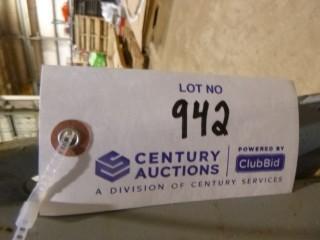 LOT NO
942
CENTURY
AUCTIONS
POWERED BY
ClubBid
A DIVISION OF CENTURY SERVICES